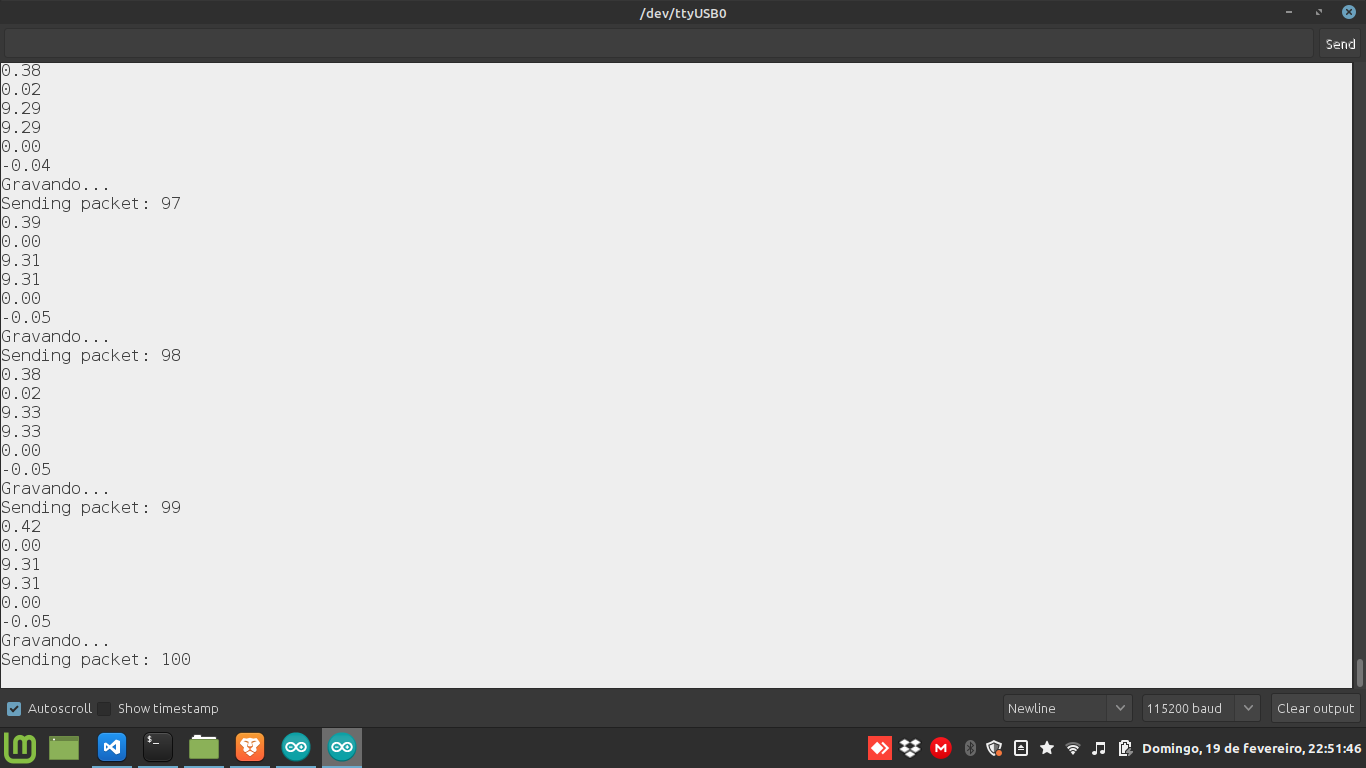 /dev/ttyUSB0
Send
0.38
0.02
9.29
9.29
0.00
-0.04
Gravando...
Sending packet: 97
0.39
0.00
9.31
9.31
0.00
-0.05
Gravando...
Sending packet: 98
0.38
0.02
9.33
9.33
0.00
-0.05
Gravando...
Sending packet: 99
0.42
0.00
9.31
9.31
0.00
-0.05
Gravando...
Sending packet: 100
Autoscroll Show timestamp Newline 115200 baud Clear output
Domingo, 19 de fevereiro, 22:51:46